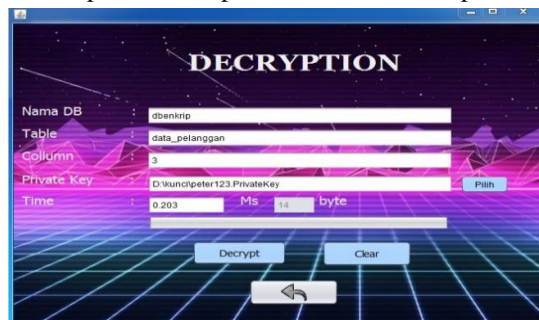 DECRYPTION
Nama DB : dbenkrip
Table : data_pelanggan
Collumn : 3
Private Key : D:\kunci\peter123.PrivateKey Pilih
Time : 0.203 Ms 14 byte
Decrypt Clear